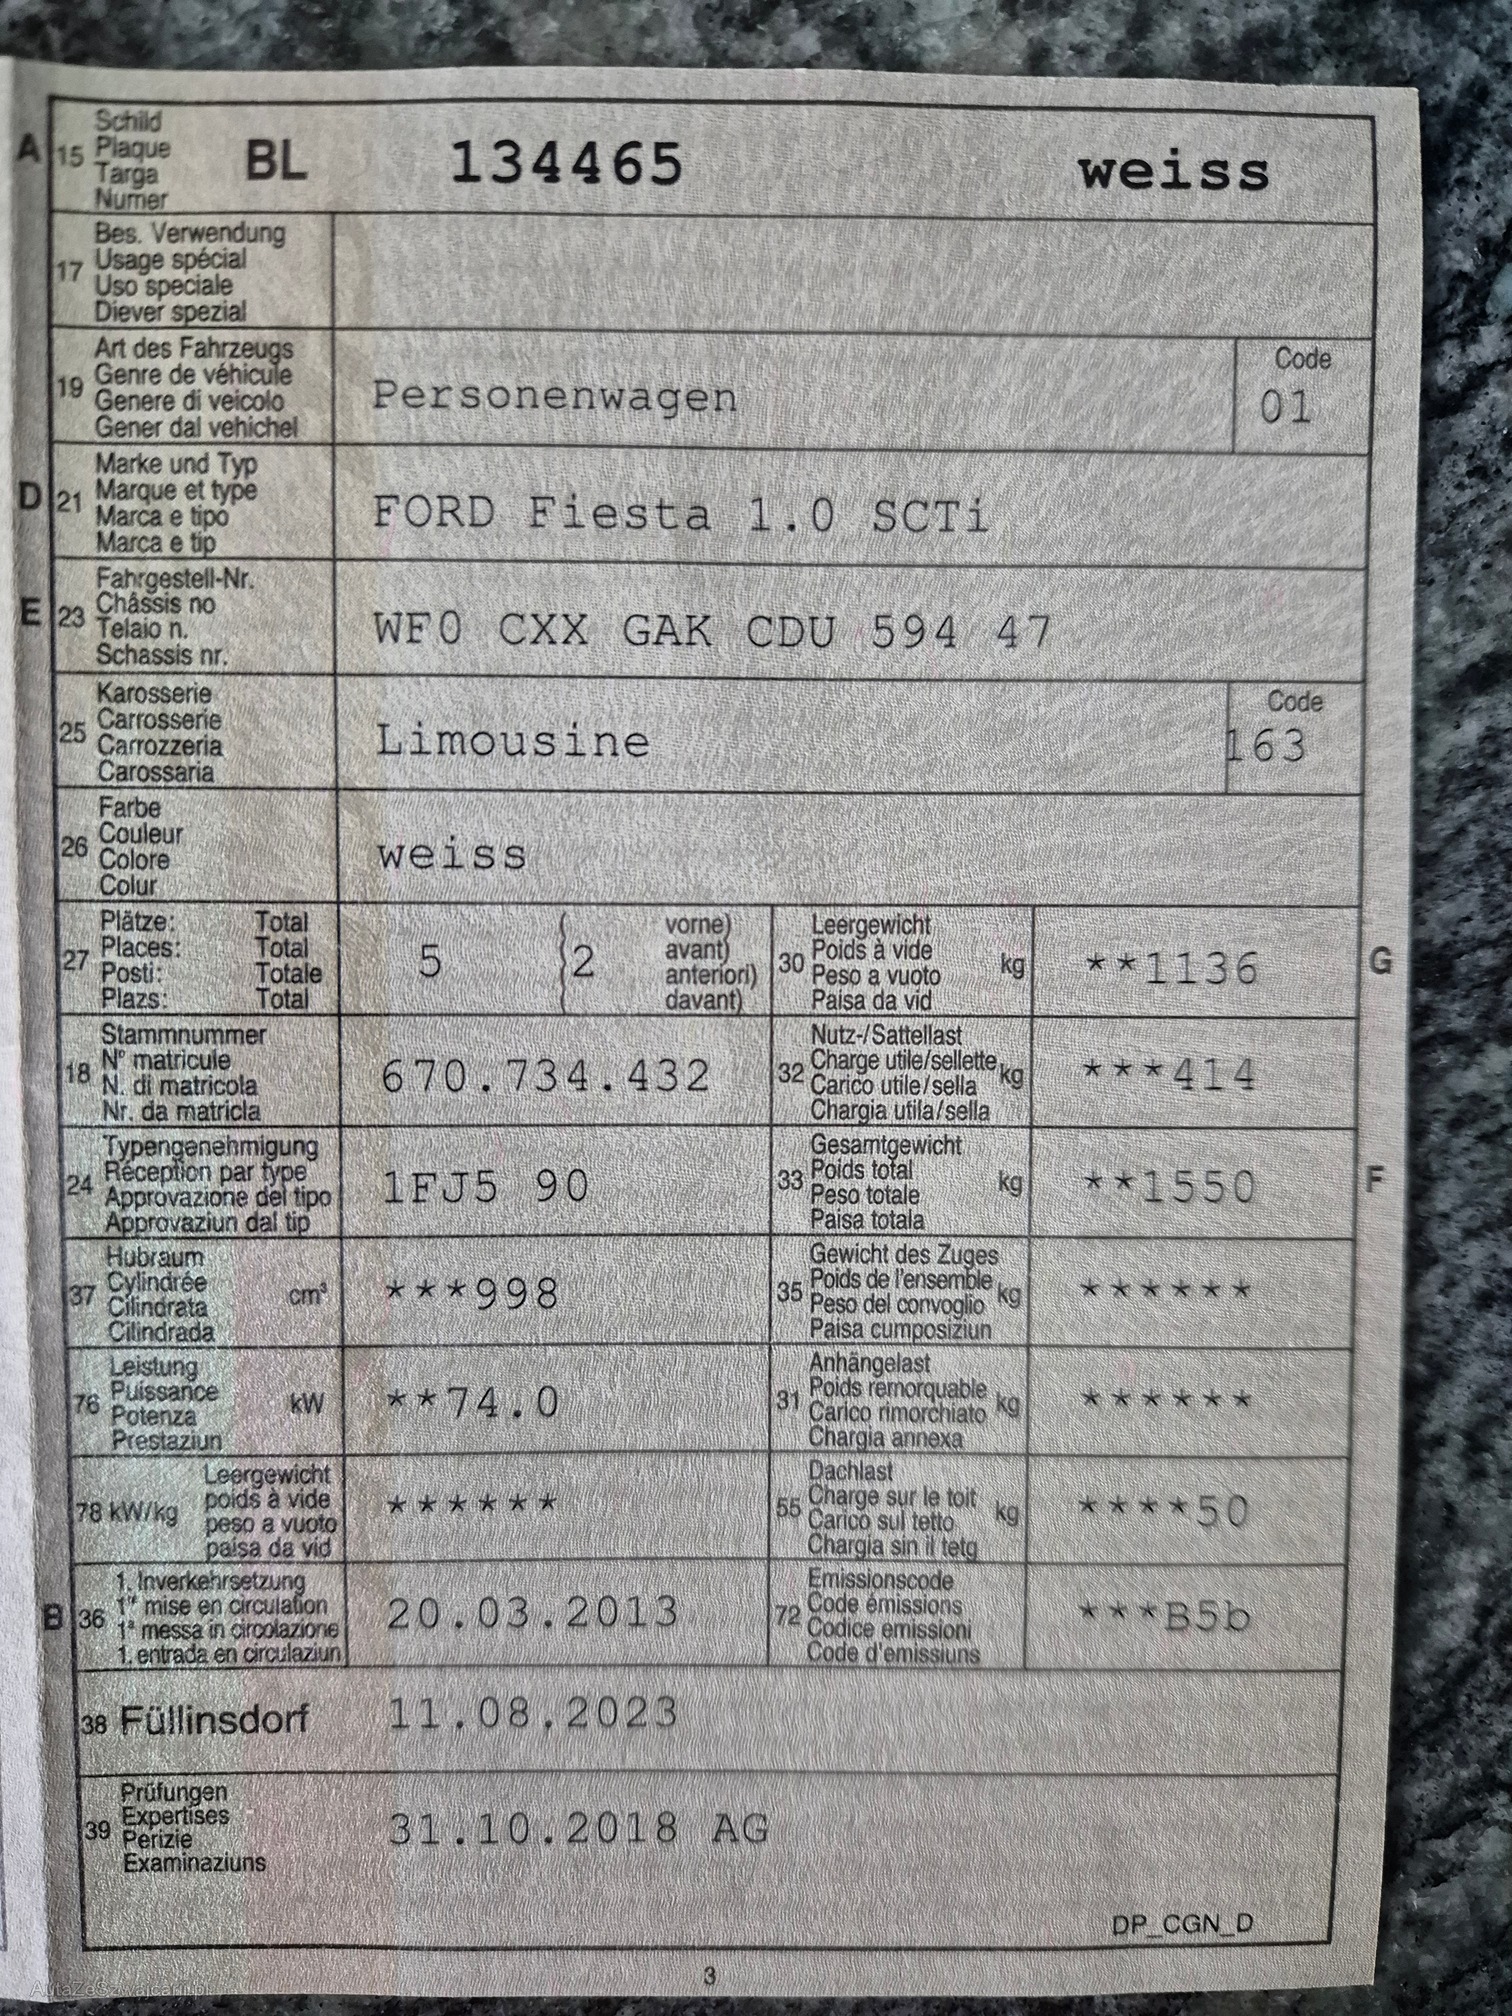 A 15 Schild BL 134465 weiss
Plaque
Targa
Numer
17 Bes. Verwendung
Usage spécial
Uso speciale
Diever spezial
19 Art des Fahrzeugs Personenwagen Code 01
Genre de véhicule
Genere di veicolo
Gener dal vehichel
D 21 Marke und Typ FORD Fiesta 1.0 SCTi
Marque et type
Marca e tipo
Marca e tip
E 23 Fahrgestell-Nr. WF0 CXX GAK CDU 594 47
Châssis no
Telaio n.
Schassis nr.
25 Karosserie Limousine Code 163
Carrosserie
Carrozzeria
Carossaria
26 Farbe weiss
Couleur
Colore
Colur
27 Plätze: Total 5 (2 vorne)
Places: Total avant)
Posti: Totale anteriori)
Plazs: Total davant)
30 Leergewicht kg **1136 G
Poids à vide
Peso a vuoto
Paisa da vid
18 Stammnummer 670.734.432
N° matricule
N. di matricola
Nr. da matricla
32 Nutz-/Sattellast kg ***414
Charge utile/sellette
Carico utile/sella
Chargia utila/sella
24 Typengenehmigung 1FJ5 90
Réception par type
Approvazione del tipo
Approvaziun dal tip
33 Gesamtgewicht kg **1550 F
Poids total
Peso totale
Paisa totala
37 Hubraum cm³ ***998
Cylindrée
Cilindrata
Cilindrada
35 Gewicht des Zuges kg ******
Poids de l'ensemble
Peso del convoglio
Paisa cumposiziun
76 Leistung kW **74.0
Puissance
Potenza
Prestaziun
31 Anhängelast kg ******
Poids remorquable
Carico rimorchiato
Chargia annexa
78 kW/kg Leergewicht ******
poids à vide
peso a vuoto
paisa da vid
55 Dachlast kg ****50
Charge sur le toit
Carico sul tetto
Chargia sin il tetg
B 36 1. Inverkehrsetzung 20.03.2013
1re mise en circulation
1a messa in circolazione
1. entrada en circulaziun
72 Emissionscode ***B5b
Code émissions
Codice emissioni
Code d'emissiuns
38 Füllinsdorf 11.08.2023
39 Prüfungen 31.10.2018 AG
Expertises
Perizie
Examinaziuns
DP_CGN_D
3
AutaZeSzwajcarii.pl